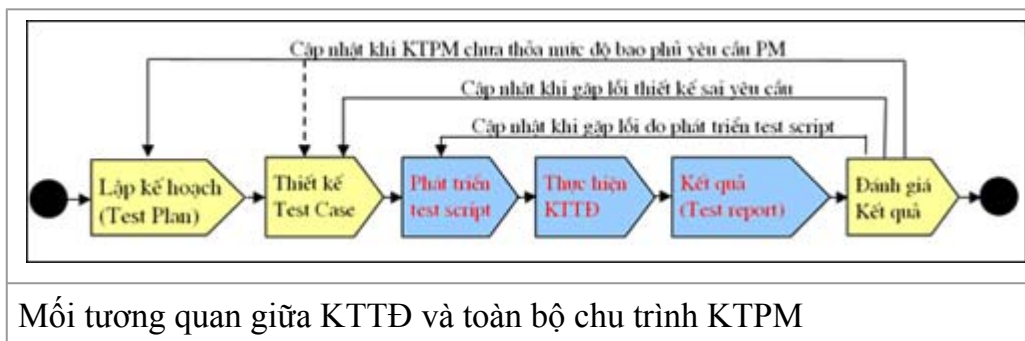 Cập nhật khi KTPM chưa thỏa mức độ bao phủ yêu cầu PM
Cập nhật khi gặp lỗi thiết kế sai yêu cầu
Cập nhật khi gặp lỗi do phát triển test script
Lập kế hoạch
(Test Plan)
Thiết kế
Test Case
Phát triển
test script
Thực hiện
KTTĐ
Kết quả
(Test report)
Đánh giá
Kết quả
Mối tương quan giữa KTTĐ và toàn bộ chu trình KTPM